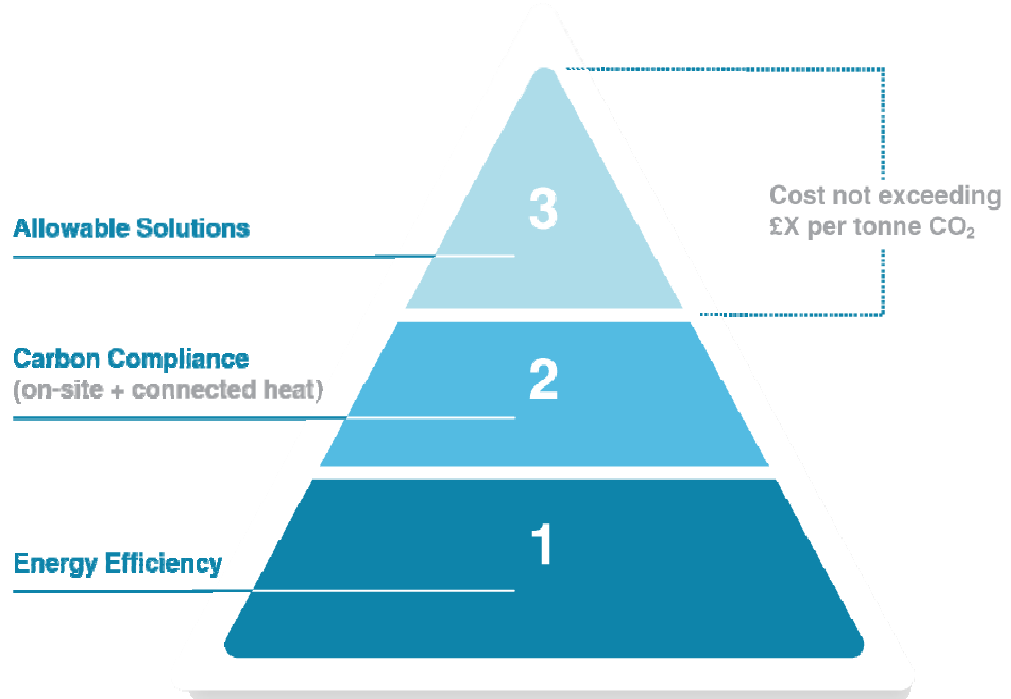 3
Allowable Solutions
Cost not exceeding
£X per tonne CO₂
Carbon Compliance
(on-site + connected heat)
2
Energy Efficiency
1